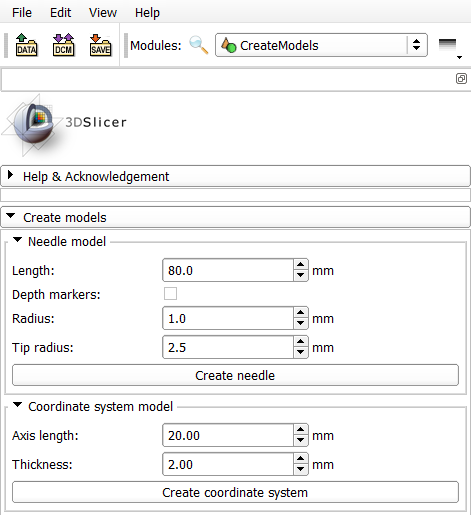 File Edit View Help
DATA DCM SAVE Modules: CreateModels
3DSlicer
Help & Acknowledgement
Create models
Needle model
Length: 80.0 mm
Depth markers:
Radius: 1.0 mm
Tip radius: 2.5 mm
Create needle
Coordinate system model
Axis length: 20.00 mm
Thickness: 2.00 mm
Create coordinate system